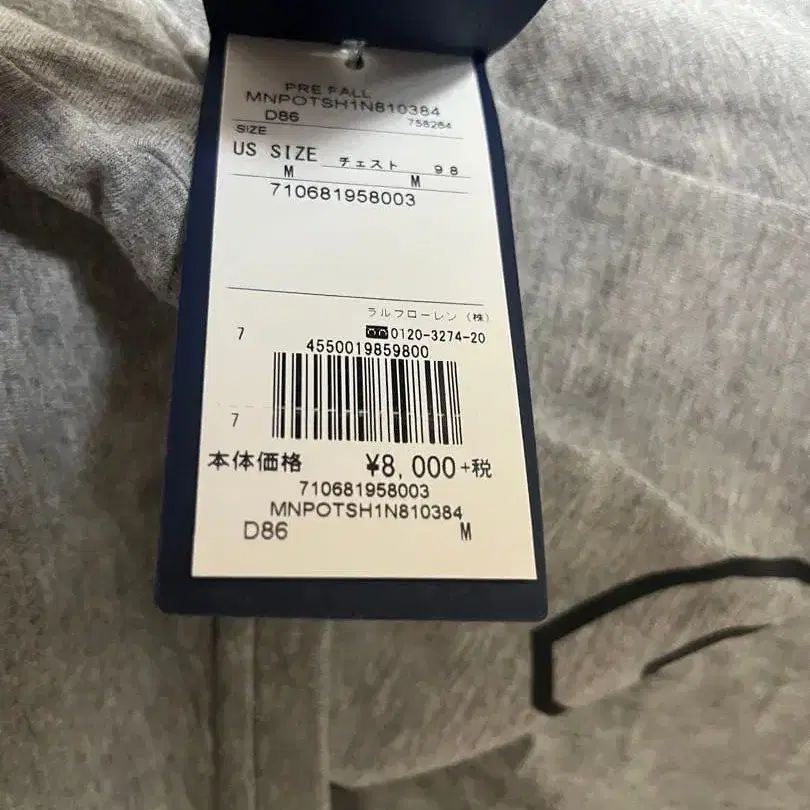 PRE FALL
MNPOTSH1N810384
D86 758284
SIZE
US SIZE チェスト 98
M M
710681958003
ラルフローレン(株)
7 0120-3274-20
4550019859800
7
本体価格 ¥8,000+税
710681958003
MNPOTSH1N810384
D86 M